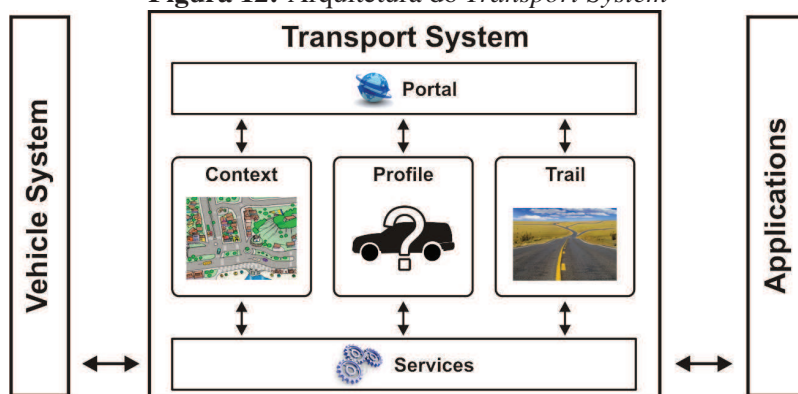 Figura 12: Arquitetura do Transport System
Transport System
Portal
Vehicle System
Context
Profile
Trail
Applications
Services